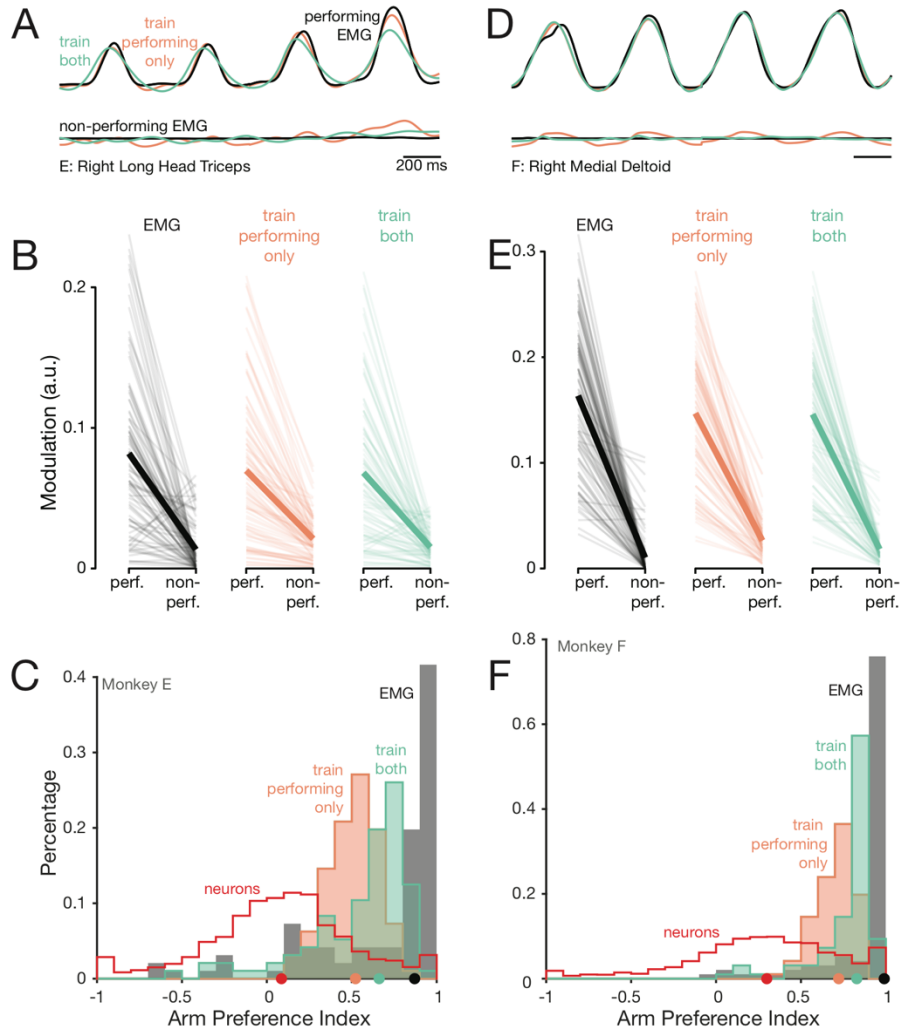 A
train
both
train
performing
only
performing
EMG
non-performing EMG
E: Right Long Head Triceps
200 ms
D
F: Right Medial Deltoid
B
EMG
train
performing
only
train
both
Modulation (a.u.)
0.2
0.1
0
perf.
non-
perf.
perf.
non-
perf.
perf.
non-
perf.
E
EMG
train
performing
only
train
both
0.3
0.2
0.1
0
perf.
non-
perf.
perf.
non-
perf.
perf.
non-
perf.
C
Monkey E
EMG
train
both
train
performing
only
neurons
Percentage
0.4
0.3
0.2
0.1
0
-1
-0.5
0
0.5
1
Arm Preference Index
F
Monkey F
EMG
train
both
train
performing
only
neurons
0.8
0.6
0.4
0.2
0
-1
-0.5
0
0.5
1
Arm Preference Index